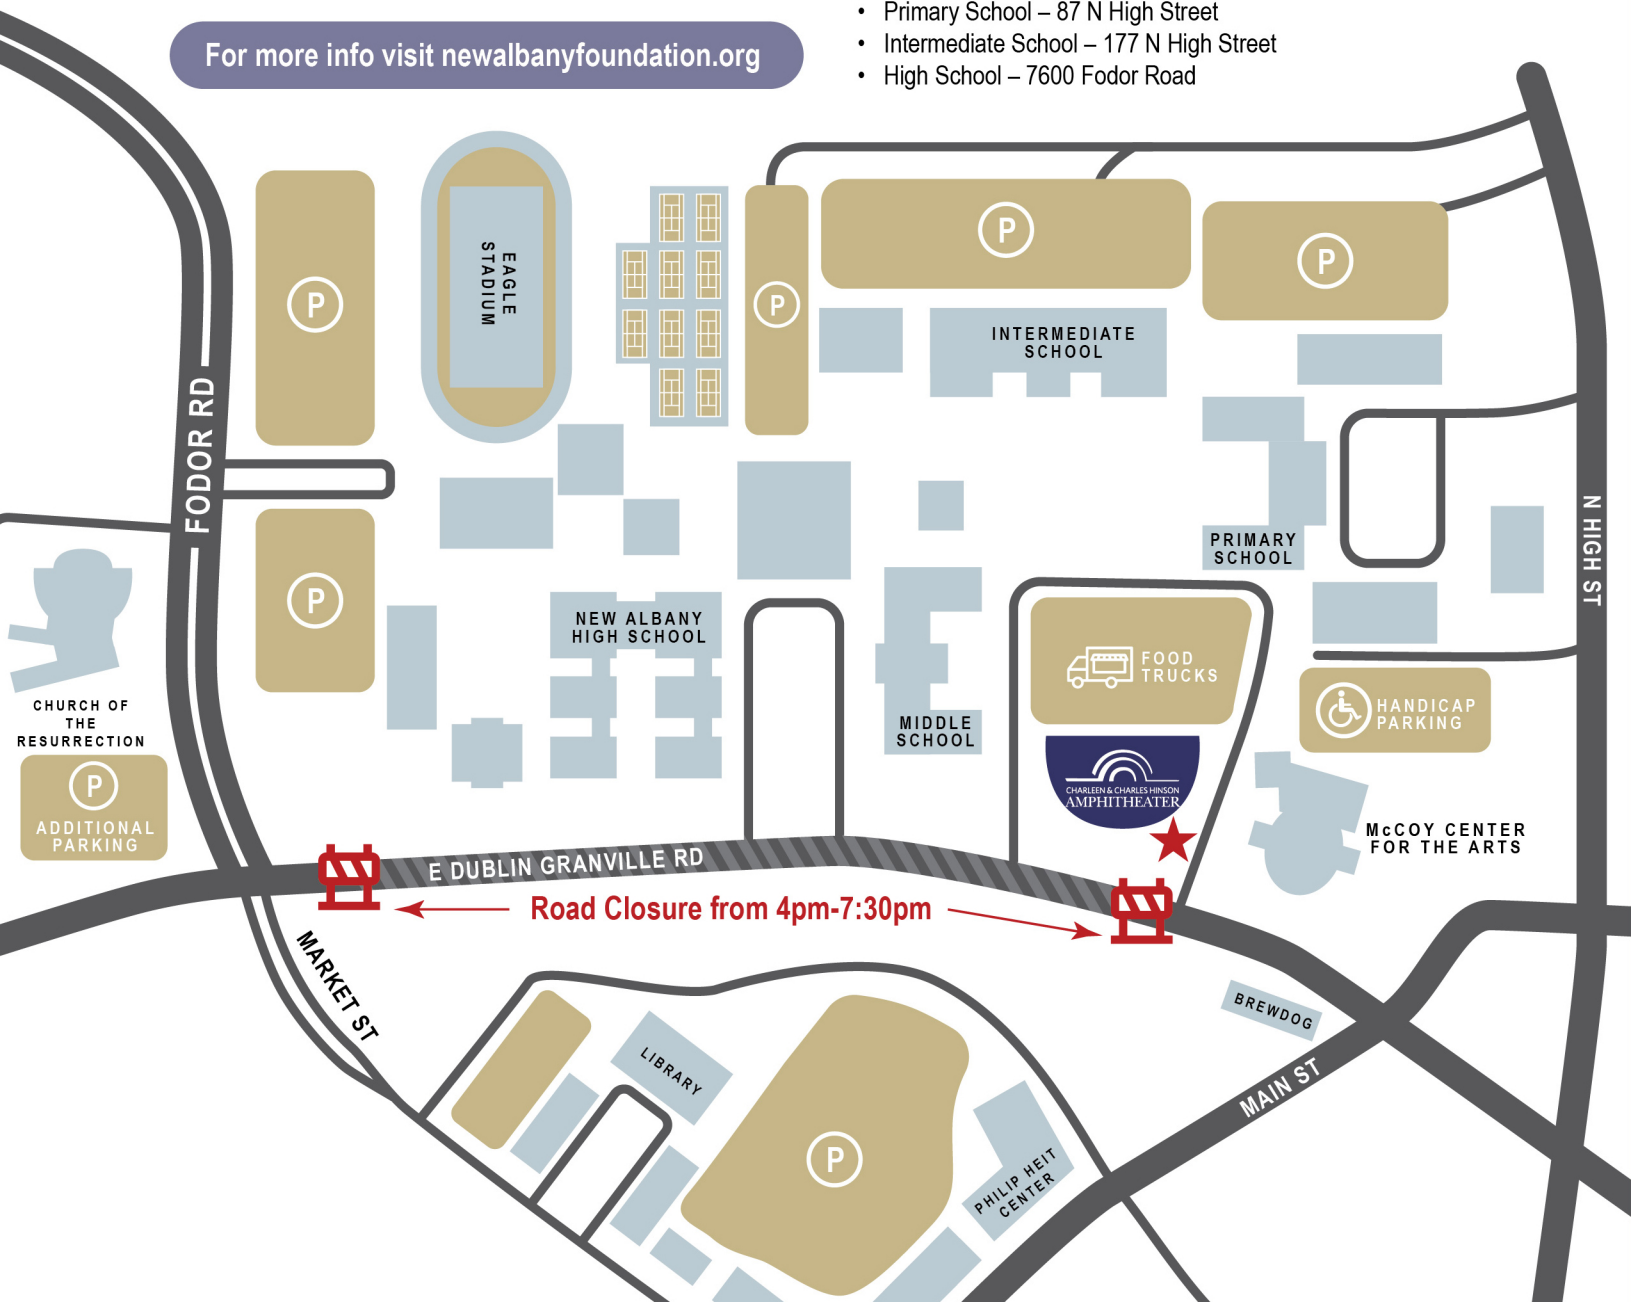 • Primary School – 87 N High Street
• Intermediate School – 177 N High Street
• High School – 7600 Fodor Road
For more info visit newalbanyfoundation.org
P
EAGLE
STADIUM
P
P
P
INTERMEDIATE
SCHOOL
FODOR RD
N HIGH ST
PRIMARY
SCHOOL
P
NEW ALBANY
HIGH SCHOOL
FOOD
TRUCKS
HANDICAP
PARKING
CHURCH OF
THE
RESURRECTION
MIDDLE
SCHOOL
P
ADDITIONAL
PARKING
CHARLEEN & CHARLES HINSON
AMPHITHEATER
McCOY CENTER
FOR THE ARTS
E DUBLIN GRANVILLE RD
Road Closure from 4pm-7:30pm
MARKET ST
BREWDOG
LIBRARY
MAIN ST
P
PHILIP HEIT
CENTER